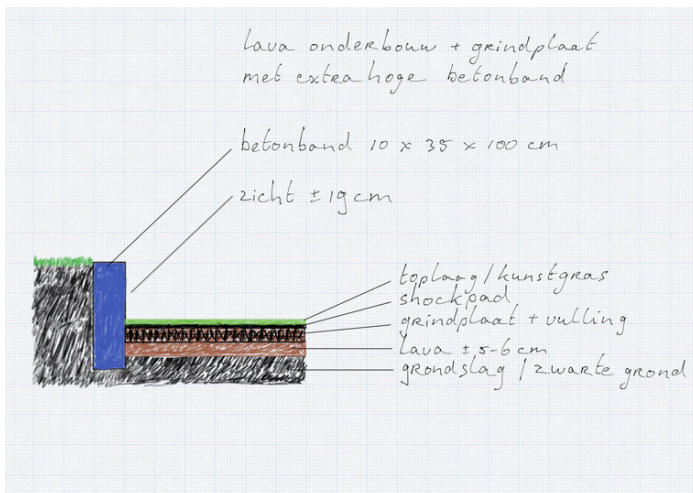 lava onderbouw + grindplaat
met extra hoge betonband
betonband 10 x 35 x 100 cm
zicht ± 19 cm
toplaag/kunstgras
shockpad
grindplaat + vulling
lava ± 5-6 cm
grondslag / zwarte grond